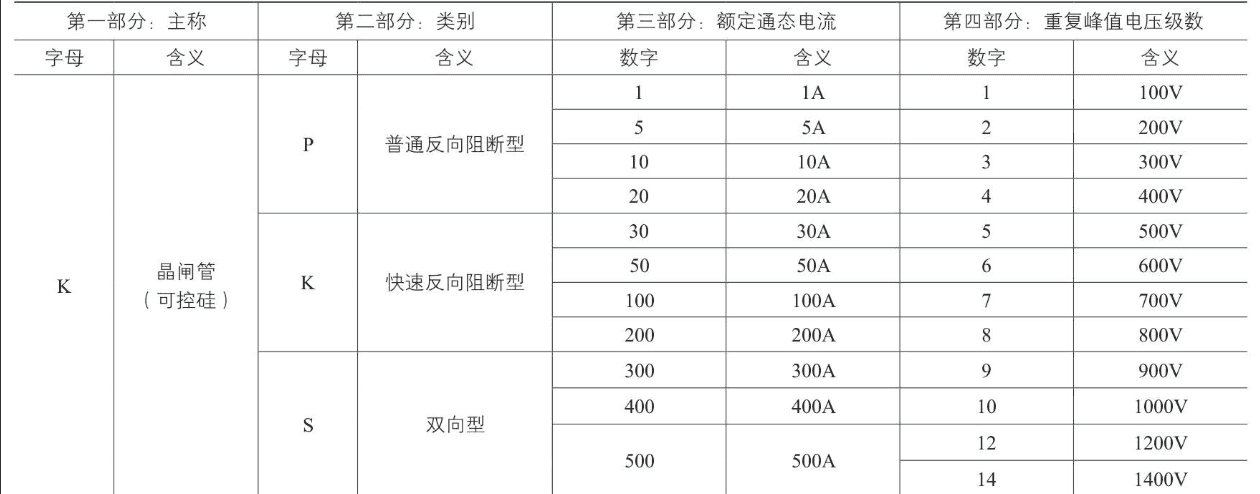 第一部分：主称 第二部分：类别 第三部分：额定通态电流 第四部分：重复峰值电压级数
字母 含义 字母 含义 数字 含义 数字 含义
K 晶闸管（可控硅） P 普通反向阻断型 1 1A 1 100V
5 5A 2 200V
10 10A 3 300V
20 20A 4 400V
K 快速反向阻断型 30 30A 5 500V
50 50A 6 600V
100 100A 7 700V
200 200A 8 800V
S 双向型 300 300A 9 900V
400 400A 10 1000V
500 500A 12 1200V
14 1400V